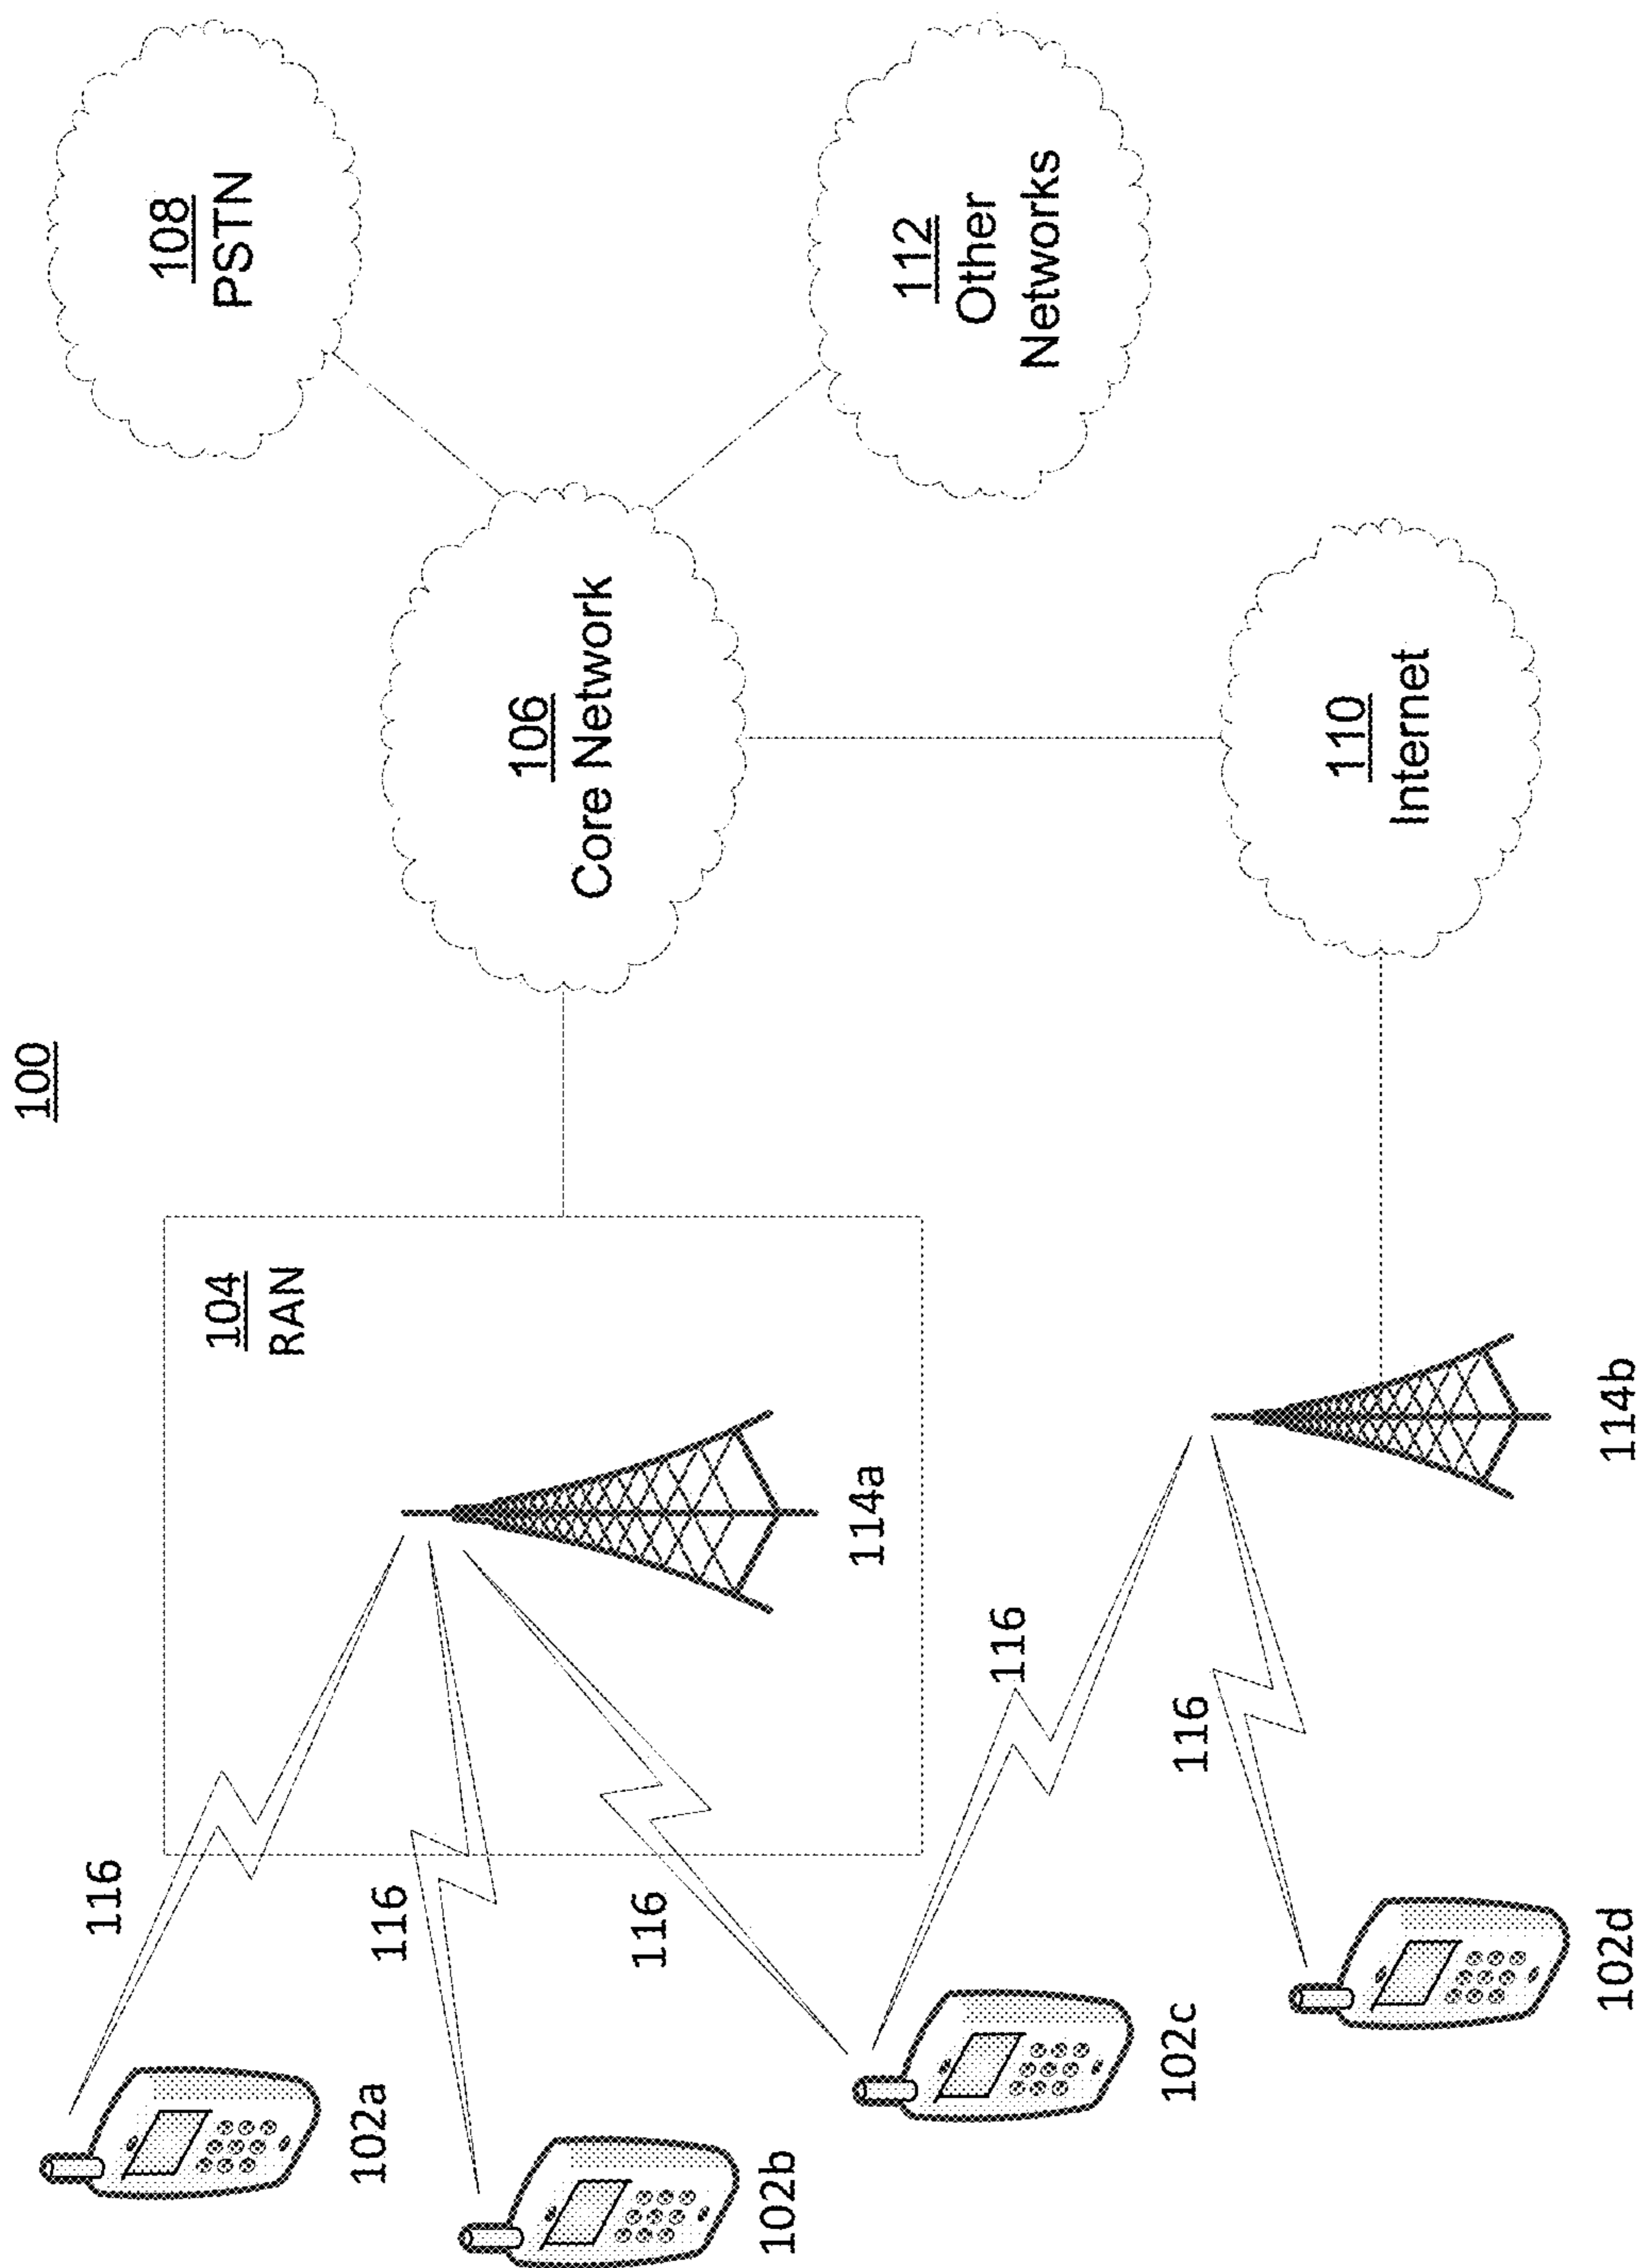 100
108
PSTN
106
Core Network
112
Other
Networks
104
RAN
110
Internet
114a
114b
116
116
116
116
116
102a
102b
102c
102d